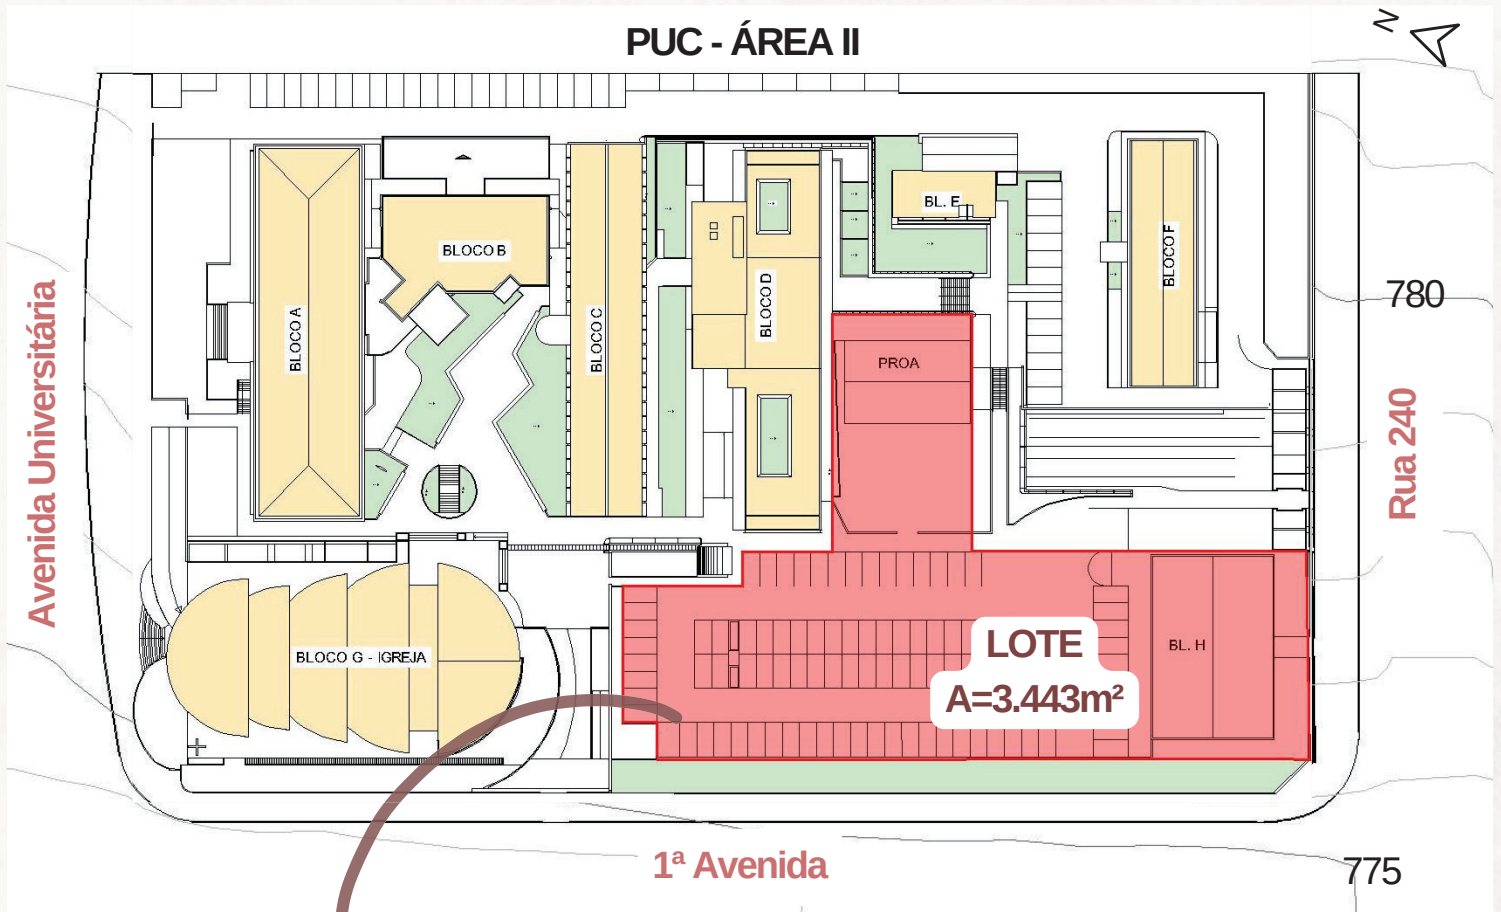 PUC - ÁREA II
N
BL. E
BLOCO B
BLOCO F
BLOCO A
BLOCO C
BLOCO D
780
PROA
Avenida Universitária
Rua 240
LOTE
A=3.443m²
BL. H
BLOCO G - IGREJA
1ª Avenida
775